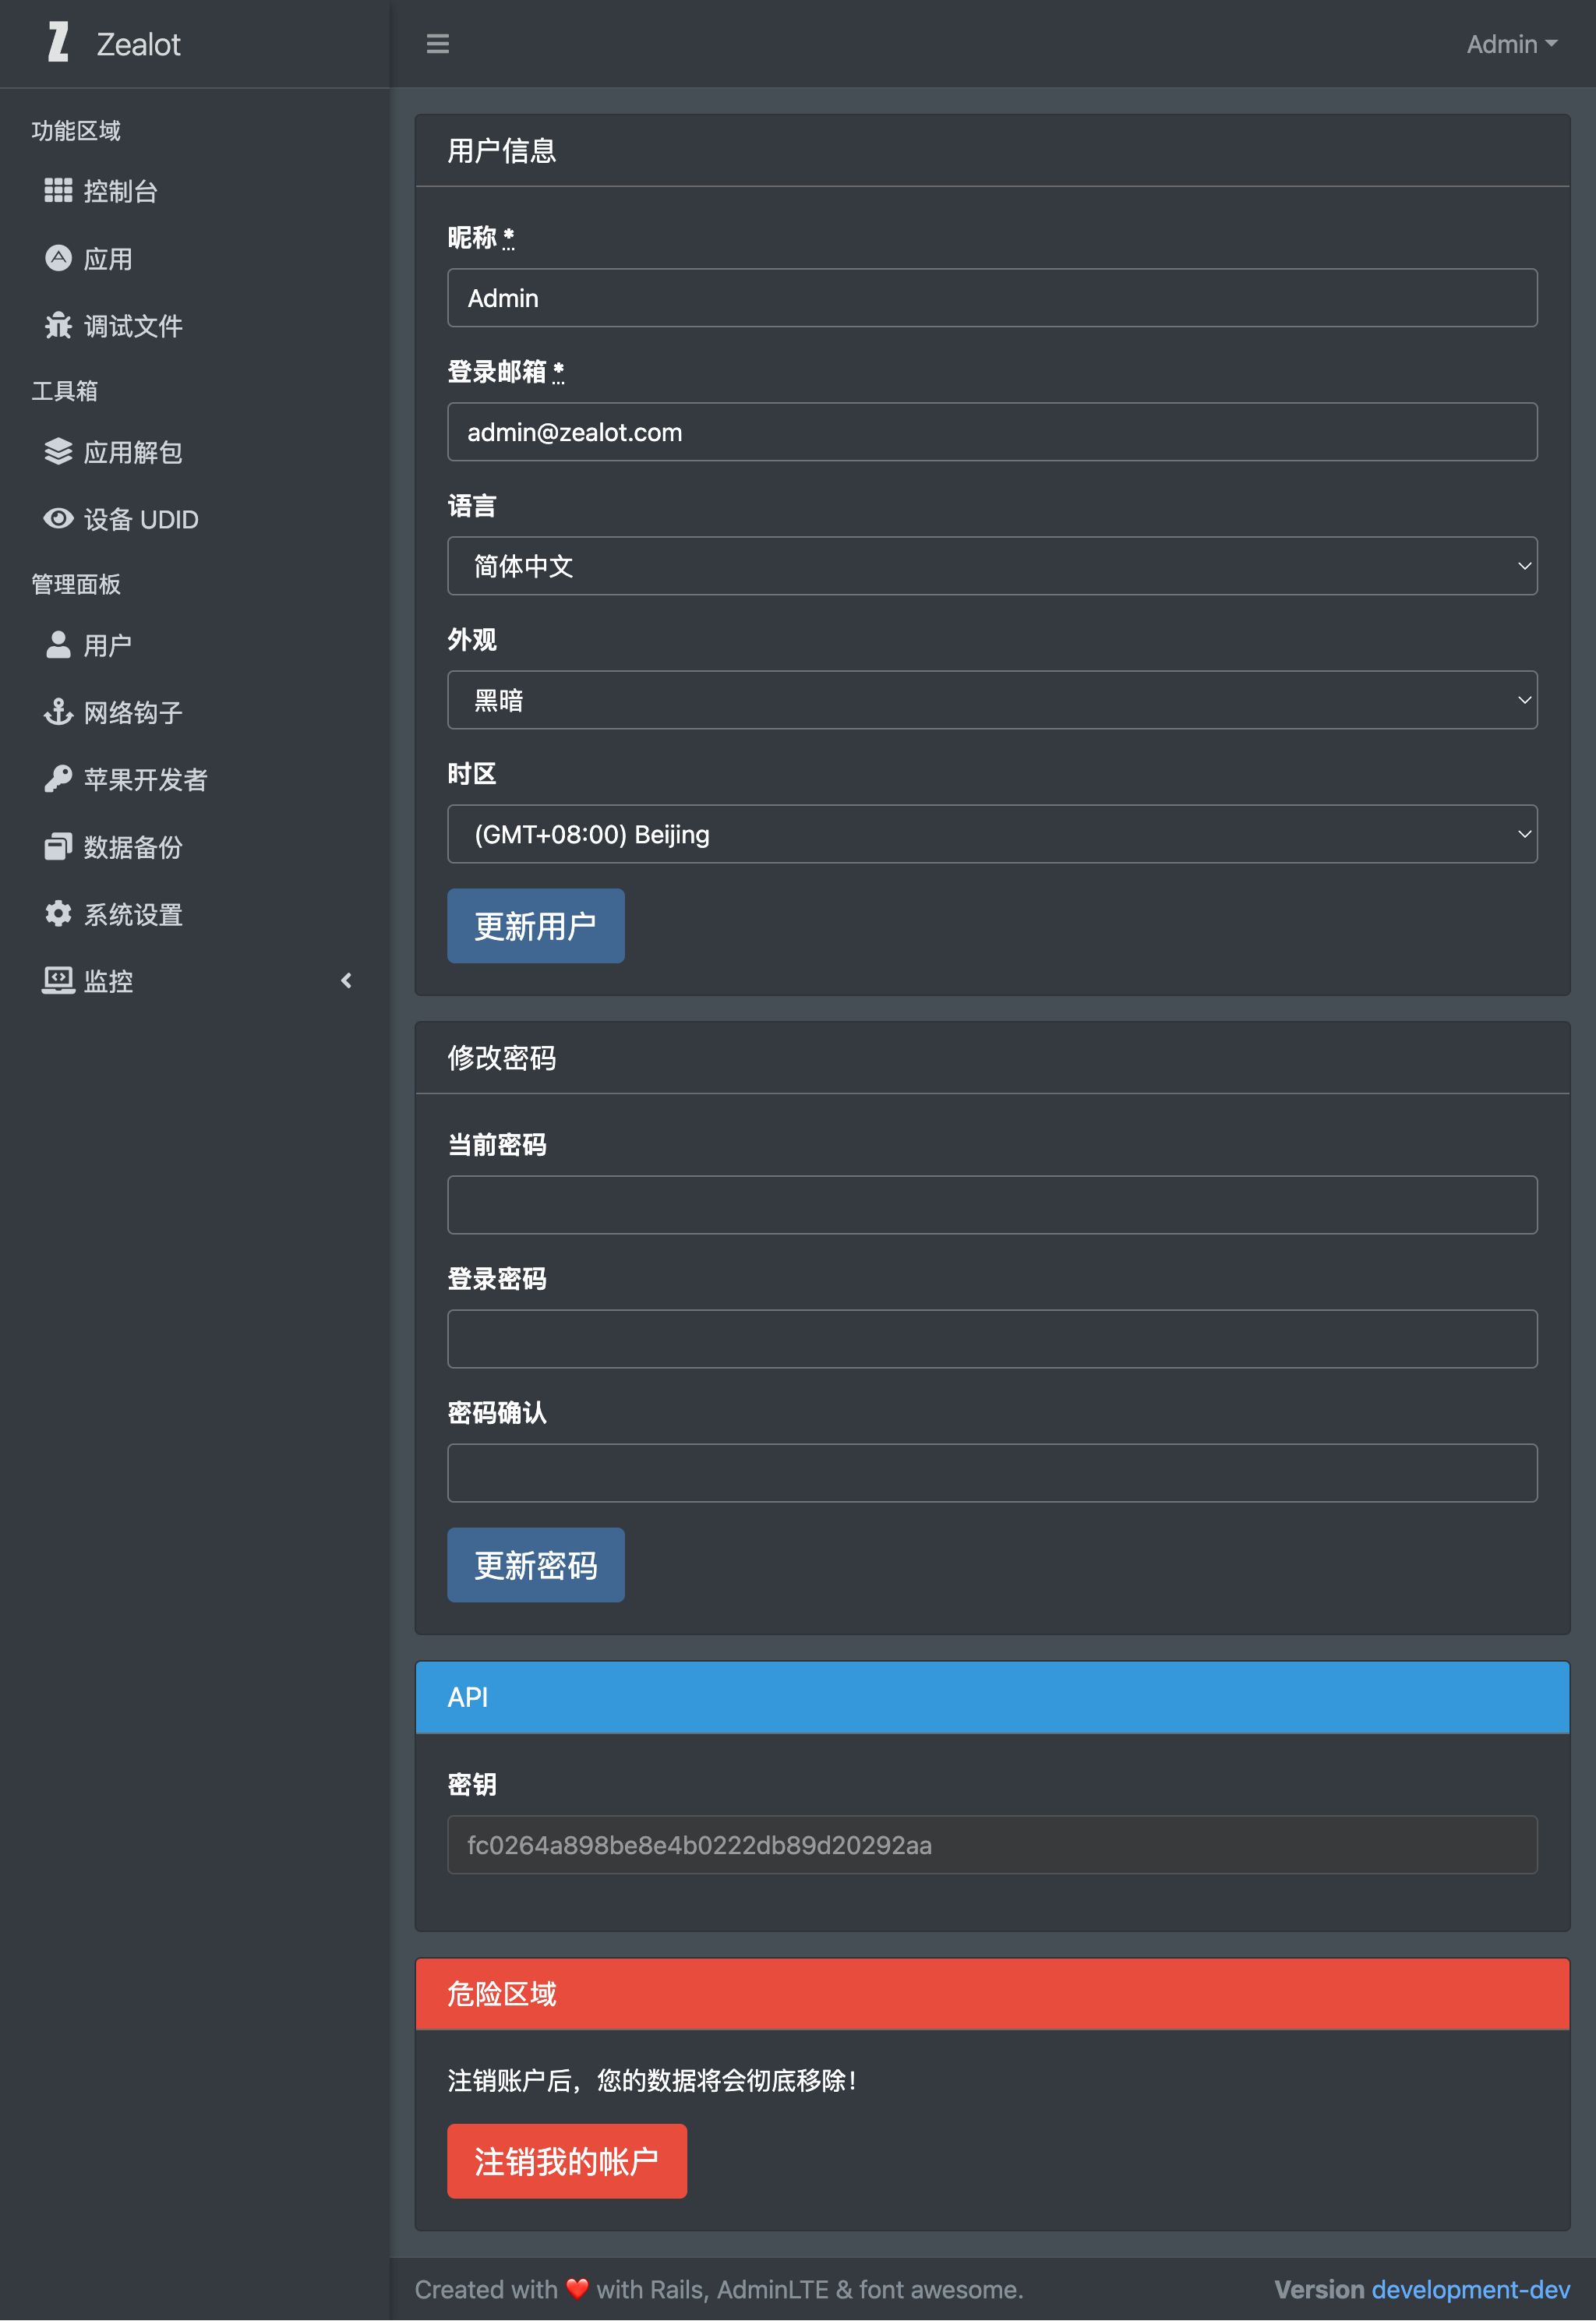 Zealot
Admin
功能区域
控制台
应用
调试文件
工具箱
应用解包
设备 UDID
管理面板
用户
网络钩子
苹果开发者
数据备份
系统设置
监控
用户信息
昵称 *
Admin
登录邮箱 *
admin@zealot.com
语言
简体中文
外观
黑暗
时区
(GMT+08:00) Beijing
更新用户
修改密码
当前密码
登录密码
密码确认
更新密码
API
密钥
fc0264a898be8e4b0222db89d20292aa
危险区域
注销账户后，您的数据将会彻底移除！
注销我的帐户
Created with ❤️ with Rails, AdminLTE & font awesome.
Version development-dev